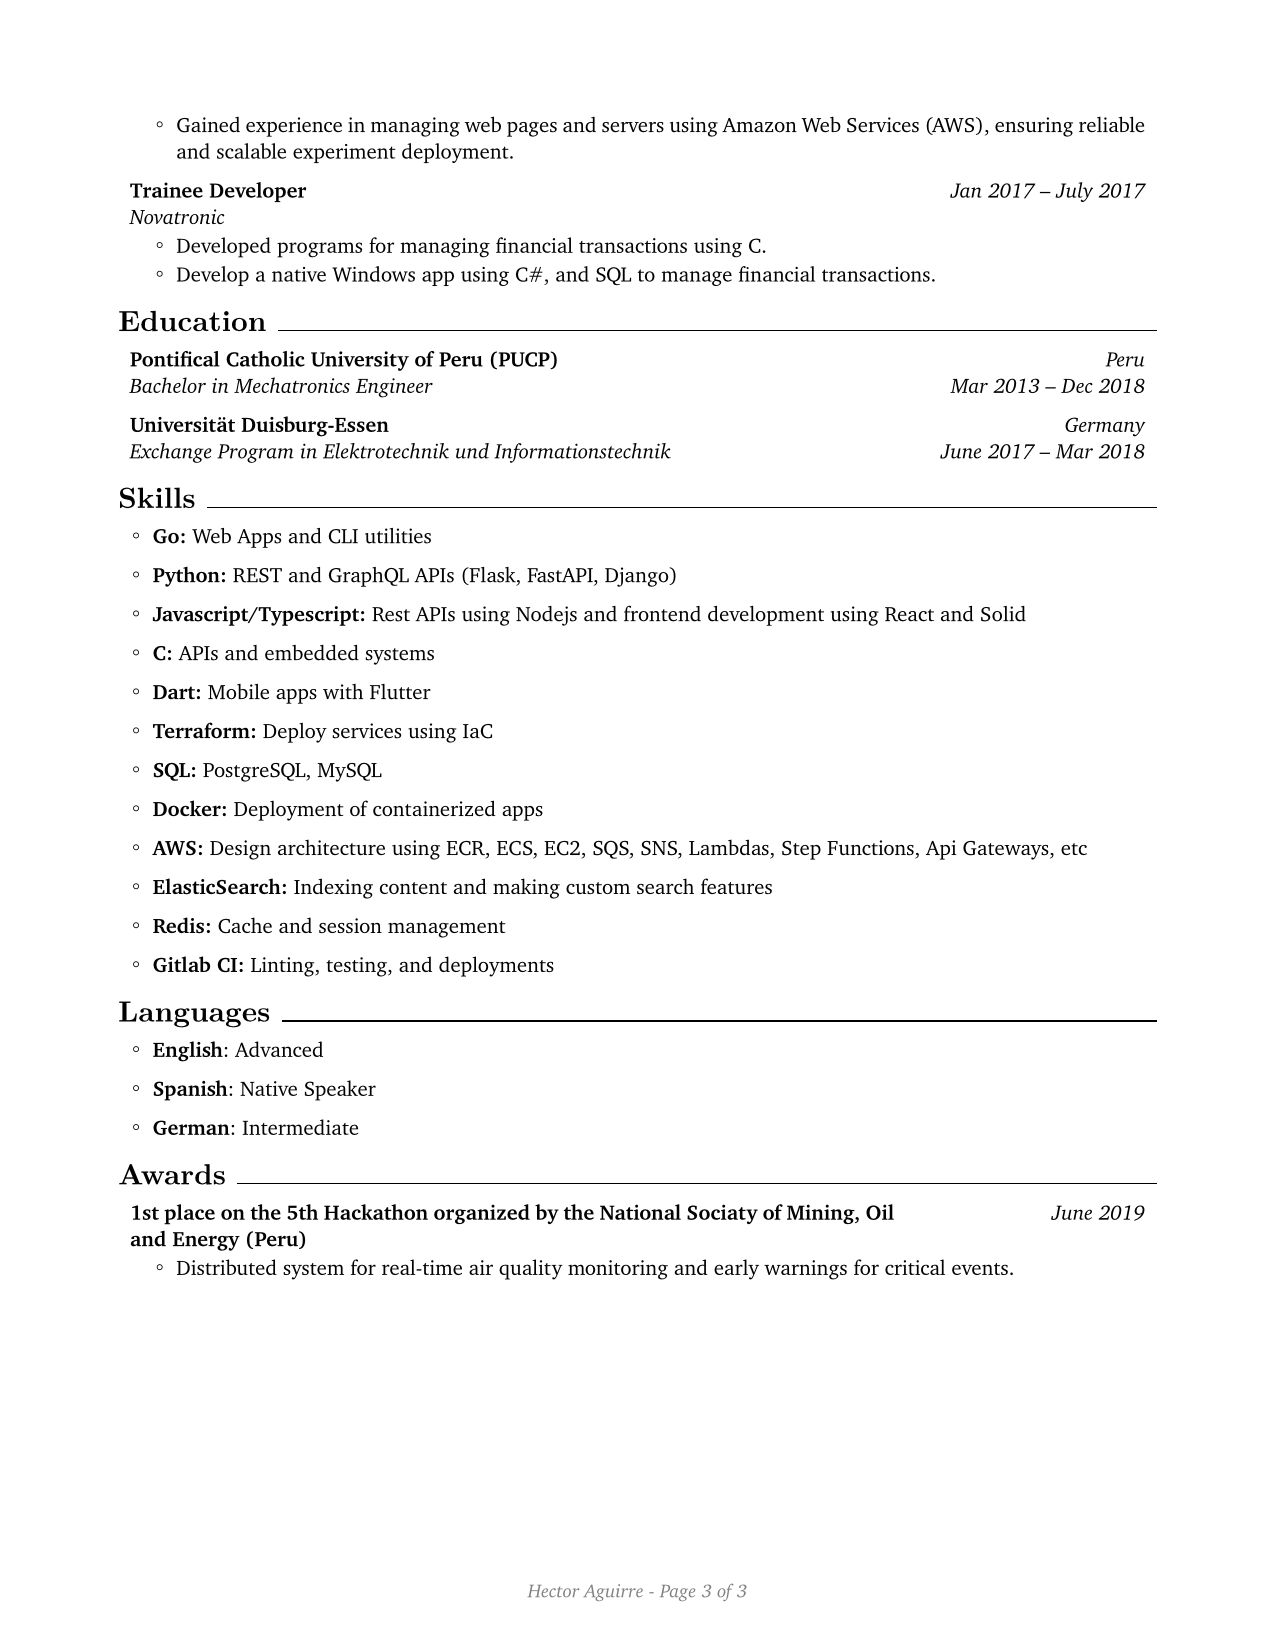 ◦ Gained experience in managing web pages and servers using Amazon Web Services (AWS), ensuring reliable
and scalable experiment deployment.
Trainee Developer Jan 2017 – July 2017
Novatronic
◦ Developed programs for managing financial transactions using C.
◦ Develop a native Windows app using C#, and SQL to manage financial transactions.
Education
Pontifical Catholic University of Peru (PUCP) Peru
Bachelor in Mechatronics Engineer Mar 2013 – Dec 2018
Universität Duisburg-Essen Germany
Exchange Program in Elektrotechnik und Informationstechnik June 2017 – Mar 2018
Skills
◦ Go: Web Apps and CLI utilities
◦ Python: REST and GraphQL APIs (Flask, FastAPI, Django)
◦ Javascript/Typescript: Rest APIs using Nodejs and frontend development using React and Solid
◦ C: APIs and embedded systems
◦ Dart: Mobile apps with Flutter
◦ Terraform: Deploy services using IaC
◦ SQL: PostgreSQL, MySQL
◦ Docker: Deployment of containerized apps
◦ AWS: Design architecture using ECR, ECS, EC2, SQS, SNS, Lambdas, Step Functions, Api Gateways, etc
◦ ElasticSearch: Indexing content and making custom search features
◦ Redis: Cache and session management
◦ Gitlab CI: Linting, testing, and deployments
Languages
◦ English: Advanced
◦ Spanish: Native Speaker
◦ German: Intermediate
Awards
1st place on the 5th Hackathon organized by the National Sociaty of Mining, Oil June 2019
and Energy (Peru)
◦ Distributed system for real-time air quality monitoring and early warnings for critical events.
Hector Aguirre - Page 3 of 3